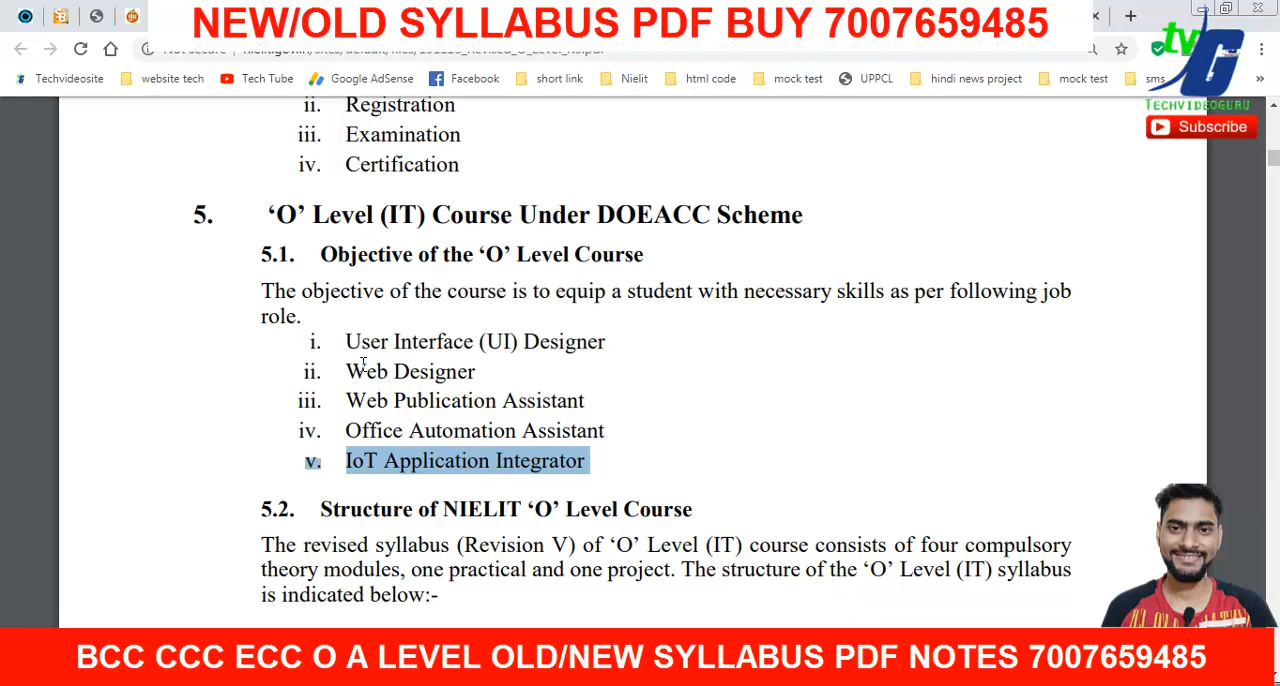 NEW/OLD SYLLABUS PDF BUY 7007659485
Techvideosite
website tech
Tech Tube
Google AdSense
Facebook
short link
Nielit
html code
mock test
UPPCL
hindi news project
mock test
sms
TECHVIDEOGURU
Subscribe
ii. Registration
iii. Examination
iv. Certification
5. ‘O’ Level (IT) Course Under DOEACC Scheme
5.1. Objective of the ‘O’ Level Course
The objective of the course is to equip a student with necessary skills as per following job
role.
i. User Interface (UI) Designer
ii. Web Designer
iii. Web Publication Assistant
iv. Office Automation Assistant
v. IoT Application Integrator
5.2. Structure of NIELIT ‘O’ Level Course
The revised syllabus (Revision V) of ‘O’ Level (IT) course consists of four compulsory
theory modules, one practical and one project. The structure of the ‘O’ Level (IT) syllabus
is indicated below:-
BCC CCC ECC O A LEVEL OLD/NEW SYLLABUS PDF NOTES 7007659485